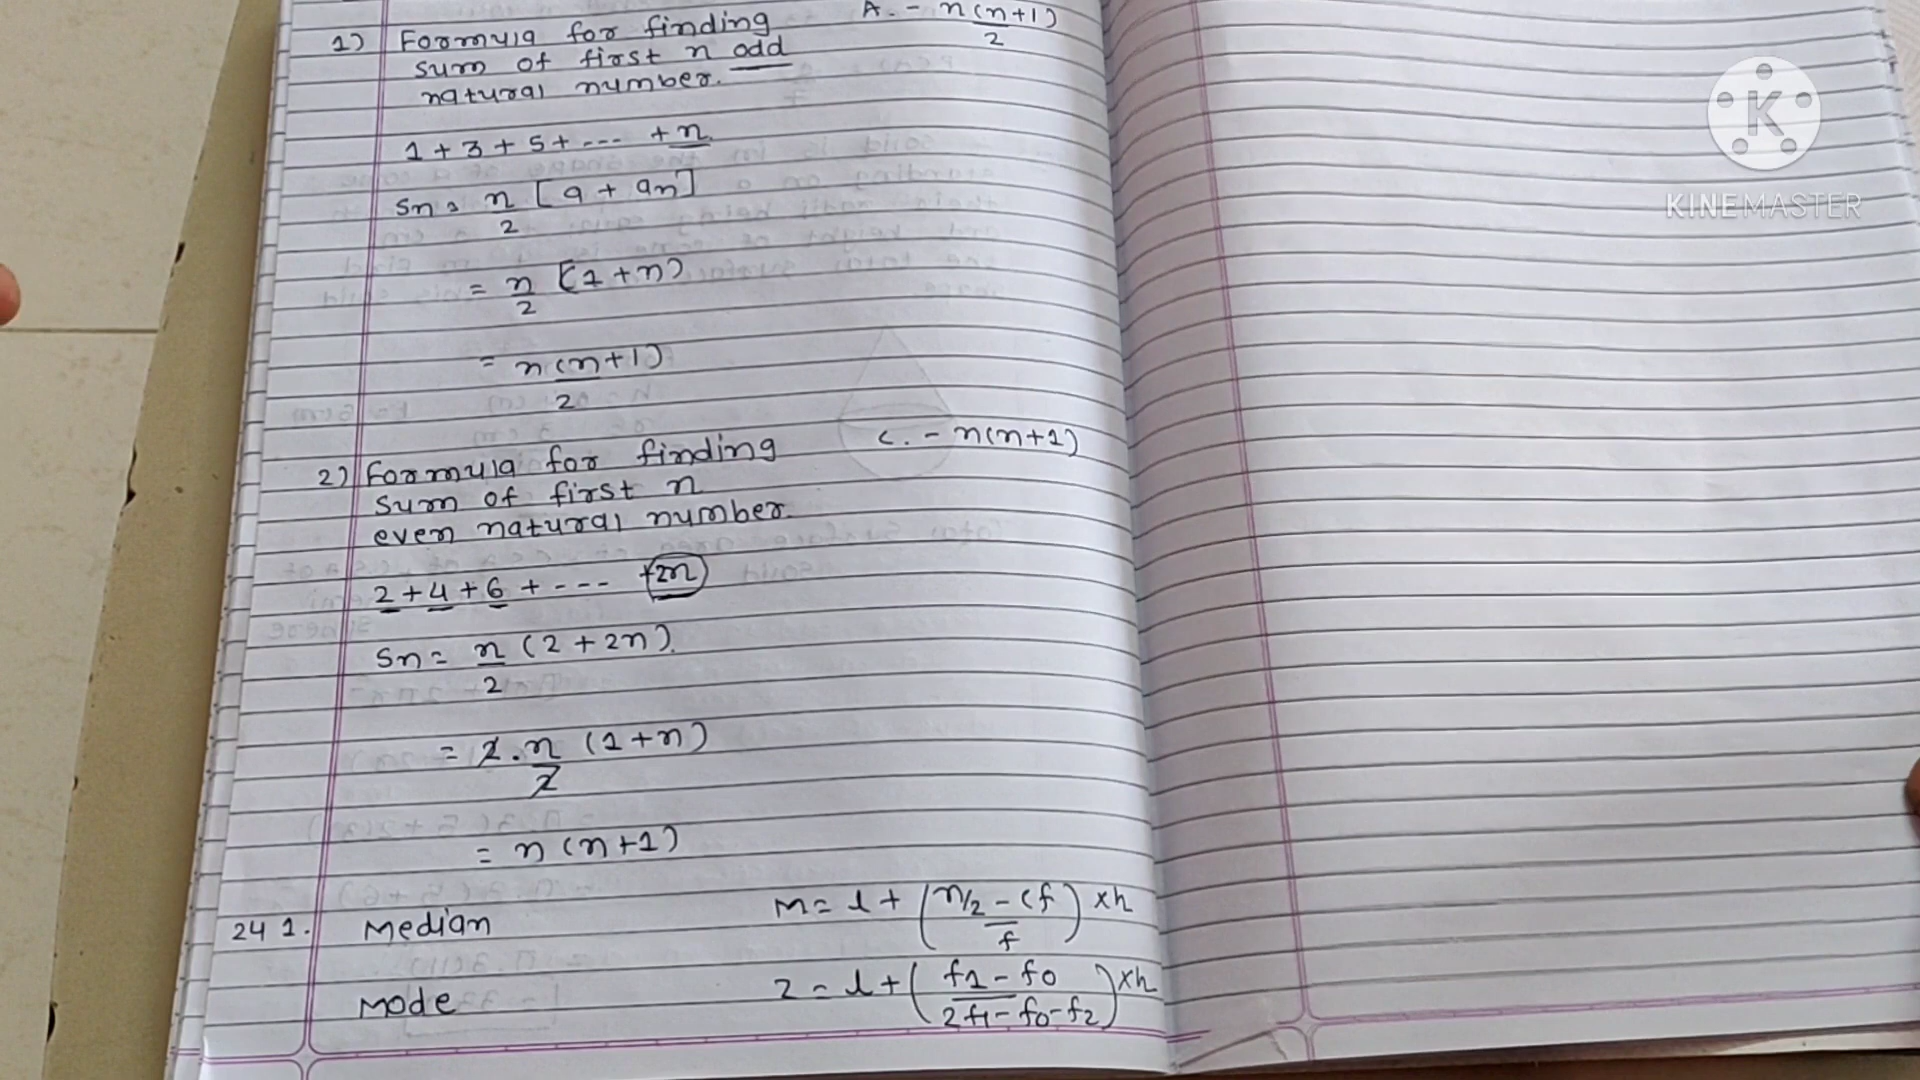 1) Formula for finding A. - n(n+1)/2
sum of first n odd
natural number.
1 + 3 + 5 + --- + n
Sn = n/2 [a + an]
= n/2 [1 + n)
= n(n+1)/2
2) Formula for finding C. - n(n+1)
sum of first n
even natural number.
2 + 4 + 6 + --- +2n
Sn = n/2 (2 + 2n)
= 2 . n/2 (1 + n)
= n (n+1)
24 1. Median M = l + (n/2 - cf / f) × h
Mode Z = l + (f1 - f0 / 2f1 - f0 - f2) × h
K
KINEMASTER